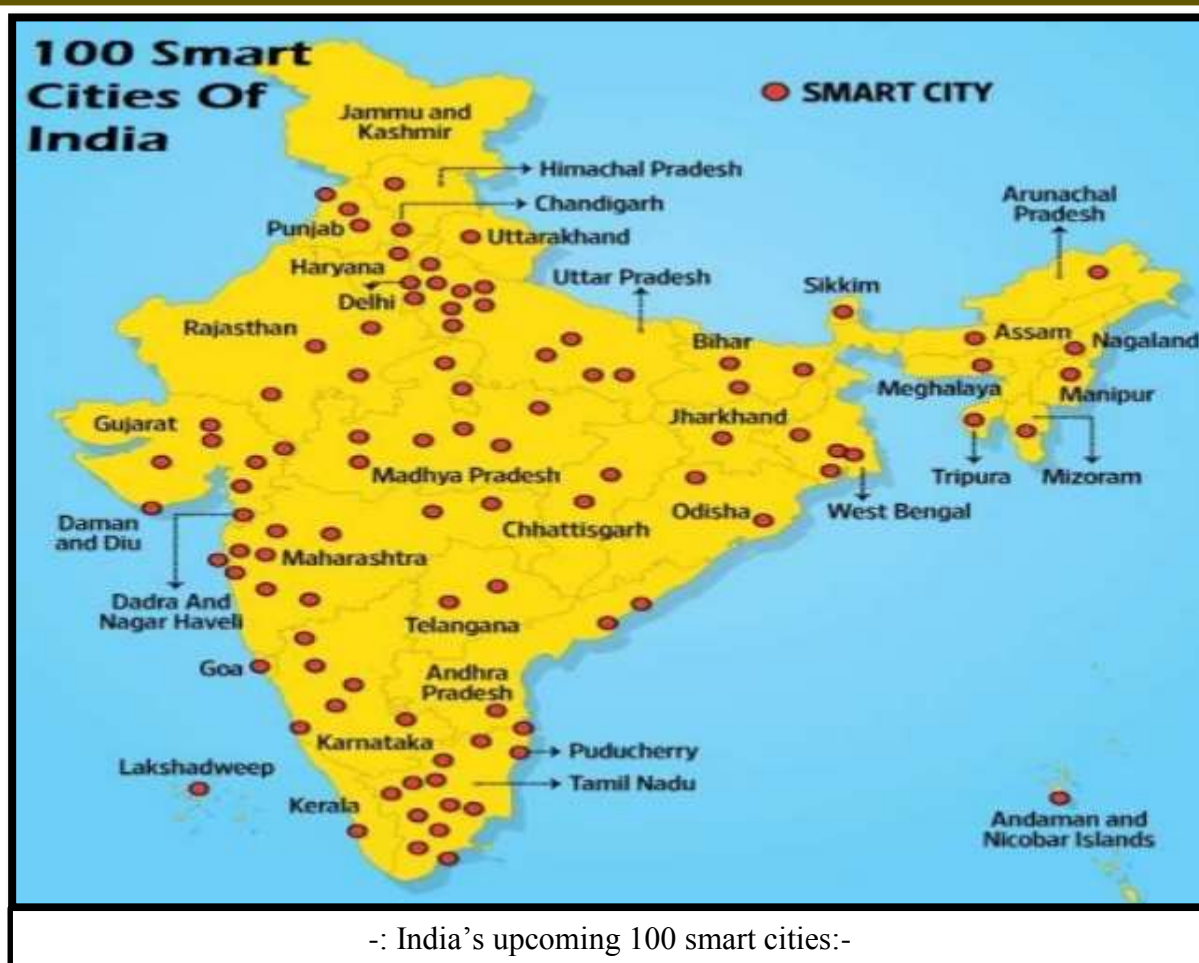 100 Smart
Cities Of
India
SMART CITY
Jammu and
Kashmir
Himachal Pradesh
Chandigarh
Punjab
Uttarakhand
Haryana
Uttar Pradesh
Delhi
Rajasthan
Arunachal
Pradesh
Sikkim
Bihar
Assam
Nagaland
Meghalaya
Manipur
Gujarat
Jharkhand
Madhya Pradesh
Tripura
Mizoram
Chhattisgarh
Odisha
West Bengal
Daman
and Diu
Maharashtra
Dadra And
Nagar Haveli
Telangana
Goa
Andhra
Pradesh
Karnataka
Puducherry
Lakshadweep
Tamil Nadu
Kerala
Andaman and
Nicobar Islands
-: India’s upcoming 100 smart cities:-